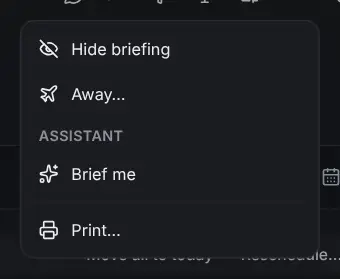 Hide briefing
Away...
ASSISTANT
Brief me
Print...